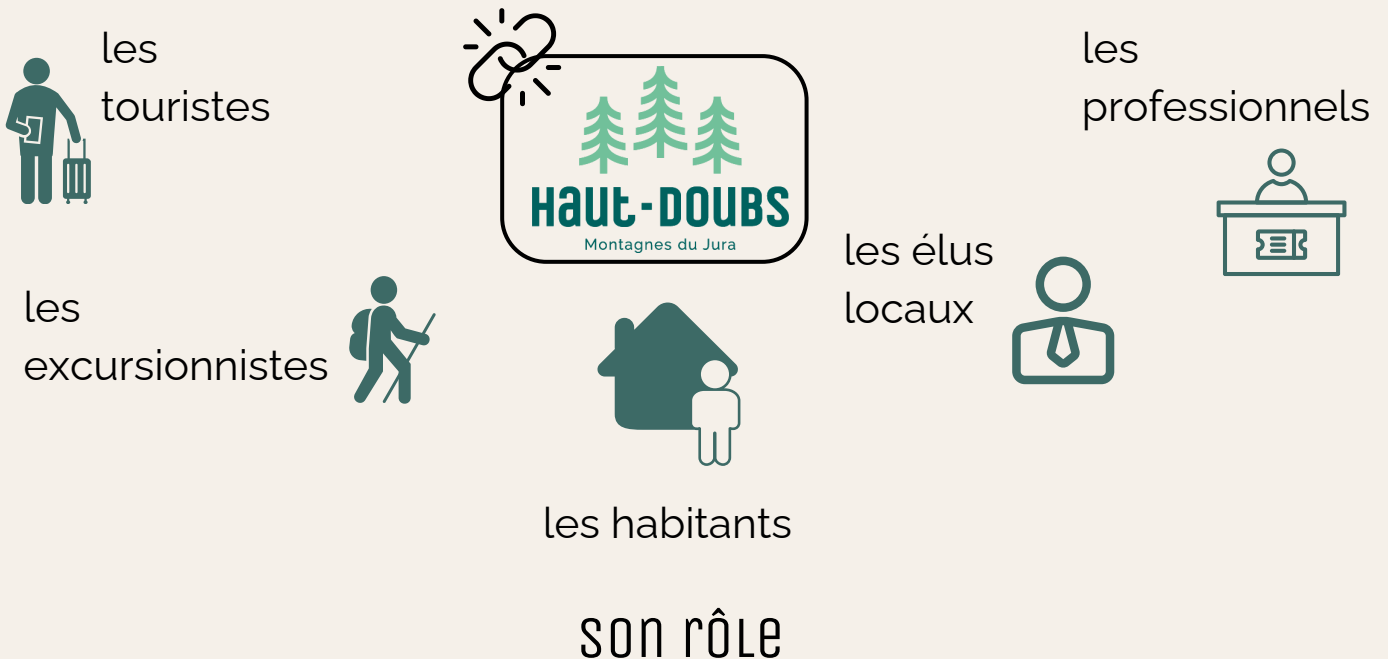 les
touristes
HAUT-DOUBS
Montagnes du Jura
les
professionnels
les élus
locaux
les
excursionnistes
les habitants
son rôle